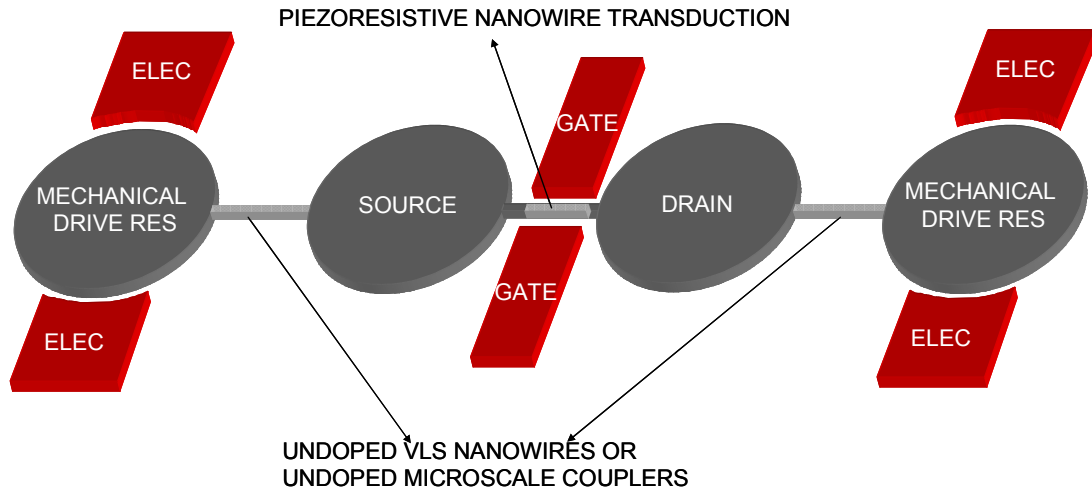 PIEZORESISTIVE NANOWIRE TRANSDUCTION
ELEC
ELEC
GATE
MECHANICAL
DRIVE RES
SOURCE
DRAIN
MECHANICAL
DRIVE RES
GATE
ELEC
ELEC
UNDOPED VLS NANOWIRES OR
UNDOPED MICROSCALE COUPLERS